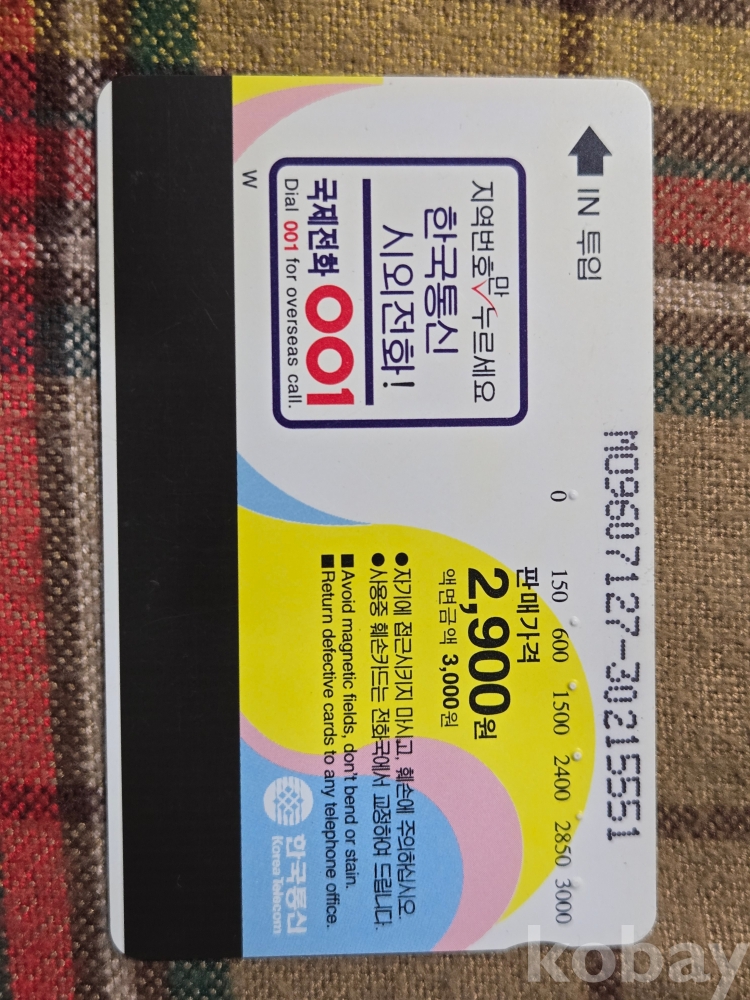 IN 투입
M09607127-30215551
0 150 600 1500 2400 2850 3000
지역번호만 누르세요
한국통신
시외전화!
국제전화 001
Dial 001 for overseas call.
W
판매가격
2,900원
액면금액 3,000원
●자기에 접근시키지 마시고, 훼손에 주의하십시오.
●사용중 훼손카드는 전화국에서 교정하여 드립니다.
■Avoid magnetic fields, don't bend or stain.
■Return defective cards to any telephone office.
한국통신
Korea Telecom
kobay